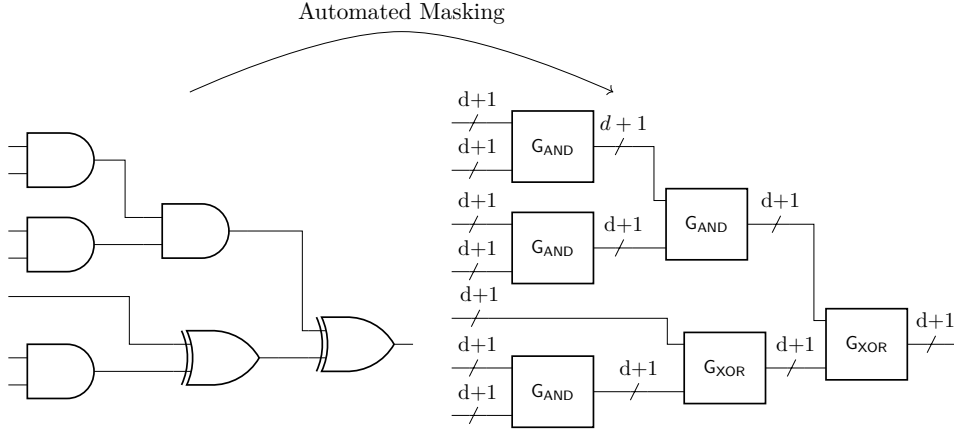 Automated Masking
d+1
d + 1
d+1
G_AND
d+1
d+1
G_AND
d+1
G_AND
d+1
d+1
d+1
G_XOR
d+1
d+1
d+1
G_XOR
d+1
G_AND
d+1